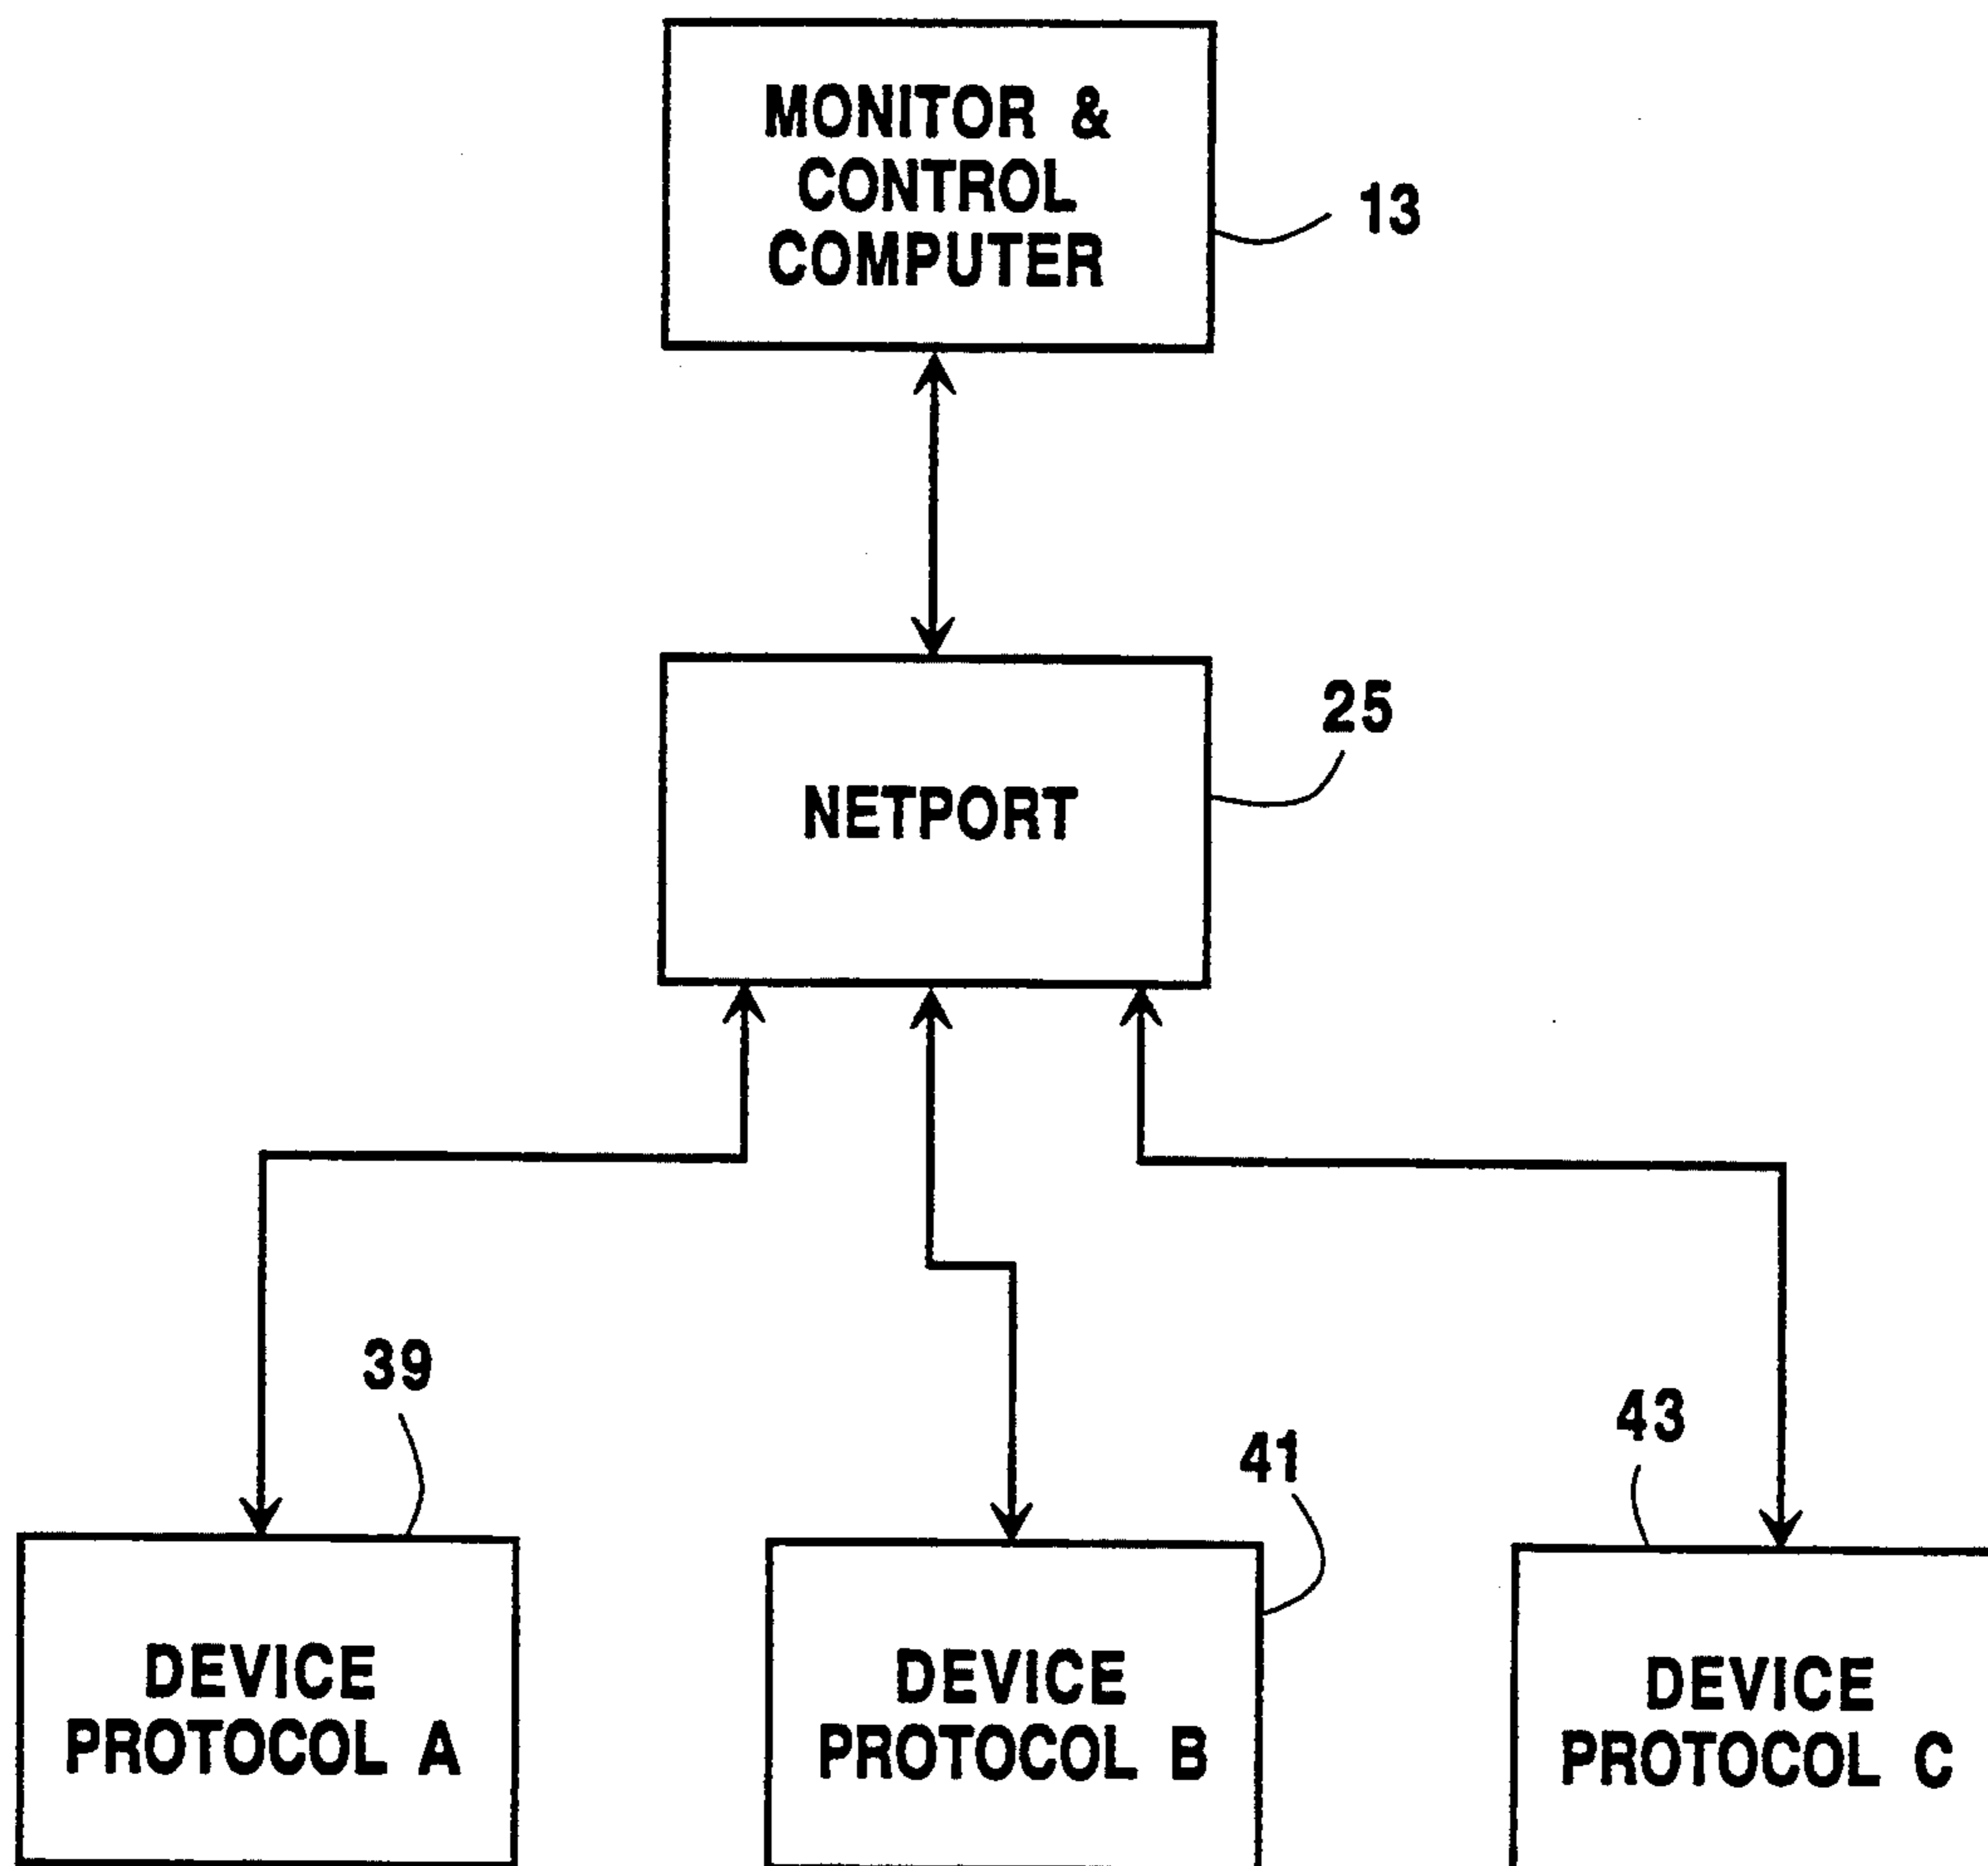 MONITOR &
CONTROL
COMPUTER
13
25
NETPORT
39
41
43
DEVICE
PROTOCOL A
DEVICE
PROTOCOL B
DEVICE
PROTOCOL C